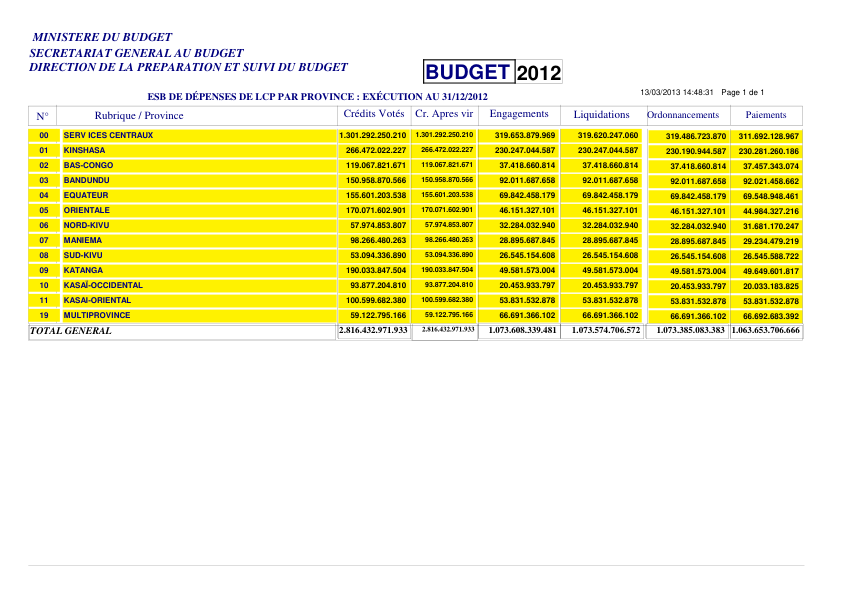 MINISTERE DU BUDGET
SECRETARIAT GENERAL AU BUDGET
DIRECTION DE LA PREPARATION ET SUIVI DU BUDGET
BUDGET 2012
13/03/2013 14:48:31 Page 1 de 1
ESB DE DÉPENSES DE LCP PAR PROVINCE : EXÉCUTION AU 31/12/2012
N° Rubrique / Province Crédits Votés Cr. Apres vir Engagements Liquidations Ordonnancements Paiements
00 SERV ICES CENTRAUX 1.301.292.250.210 1.301.292.250.210 319.653.879.969 319.620.247.060 319.486.723.870 311.692.128.967
01 KINSHASA 266.472.022.227 266.472.022.227 230.247.044.587 230.247.044.587 230.190.944.587 230.281.260.186
02 BAS-CONGO 119.067.821.671 119.067.821.671 37.418.660.814 37.418.660.814 37.418.660.814 37.457.343.074
03 BANDUNDU 150.958.870.566 150.958.870.566 92.011.687.658 92.011.687.658 92.011.687.658 92.021.458.662
04 EQUATEUR 155.601.203.538 155.601.203.538 69.842.458.179 69.842.458.179 69.842.458.179 69.548.948.461
05 ORIENTALE 170.071.602.901 170.071.602.901 46.151.327.101 46.151.327.101 46.151.327.101 44.984.327.216
06 NORD-KIVU 57.974.853.807 57.974.853.807 32.284.032.940 32.284.032.940 32.284.032.940 31.681.170.247
07 MANIEMA 98.266.480.263 98.266.480.263 28.895.687.845 28.895.687.845 28.895.687.845 29.234.479.219
08 SUD-KIVU 53.094.336.890 53.094.336.890 26.545.154.608 26.545.154.608 26.545.154.608 26.545.588.722
09 KATANGA 190.033.847.504 190.033.847.504 49.581.573.004 49.581.573.004 49.581.573.004 49.649.601.817
10 KASAÏ-OCCIDENTAL 93.877.204.810 93.877.204.810 20.453.933.797 20.453.933.797 20.453.933.797 20.033.183.825
11 KASAI-ORIENTAL 100.599.682.380 100.599.682.380 53.831.532.878 53.831.532.878 53.831.532.878 53.831.532.878
19 MULTIPROVINCE 59.122.795.166 59.122.795.166 66.691.366.102 66.691.366.102 66.691.366.102 66.692.683.392
TOTAL GENERAL 2.816.432.971.933 2.816.432.971.933 1.073.608.339.481 1.073.574.706.572 1.073.385.083.383 1.063.653.706.666